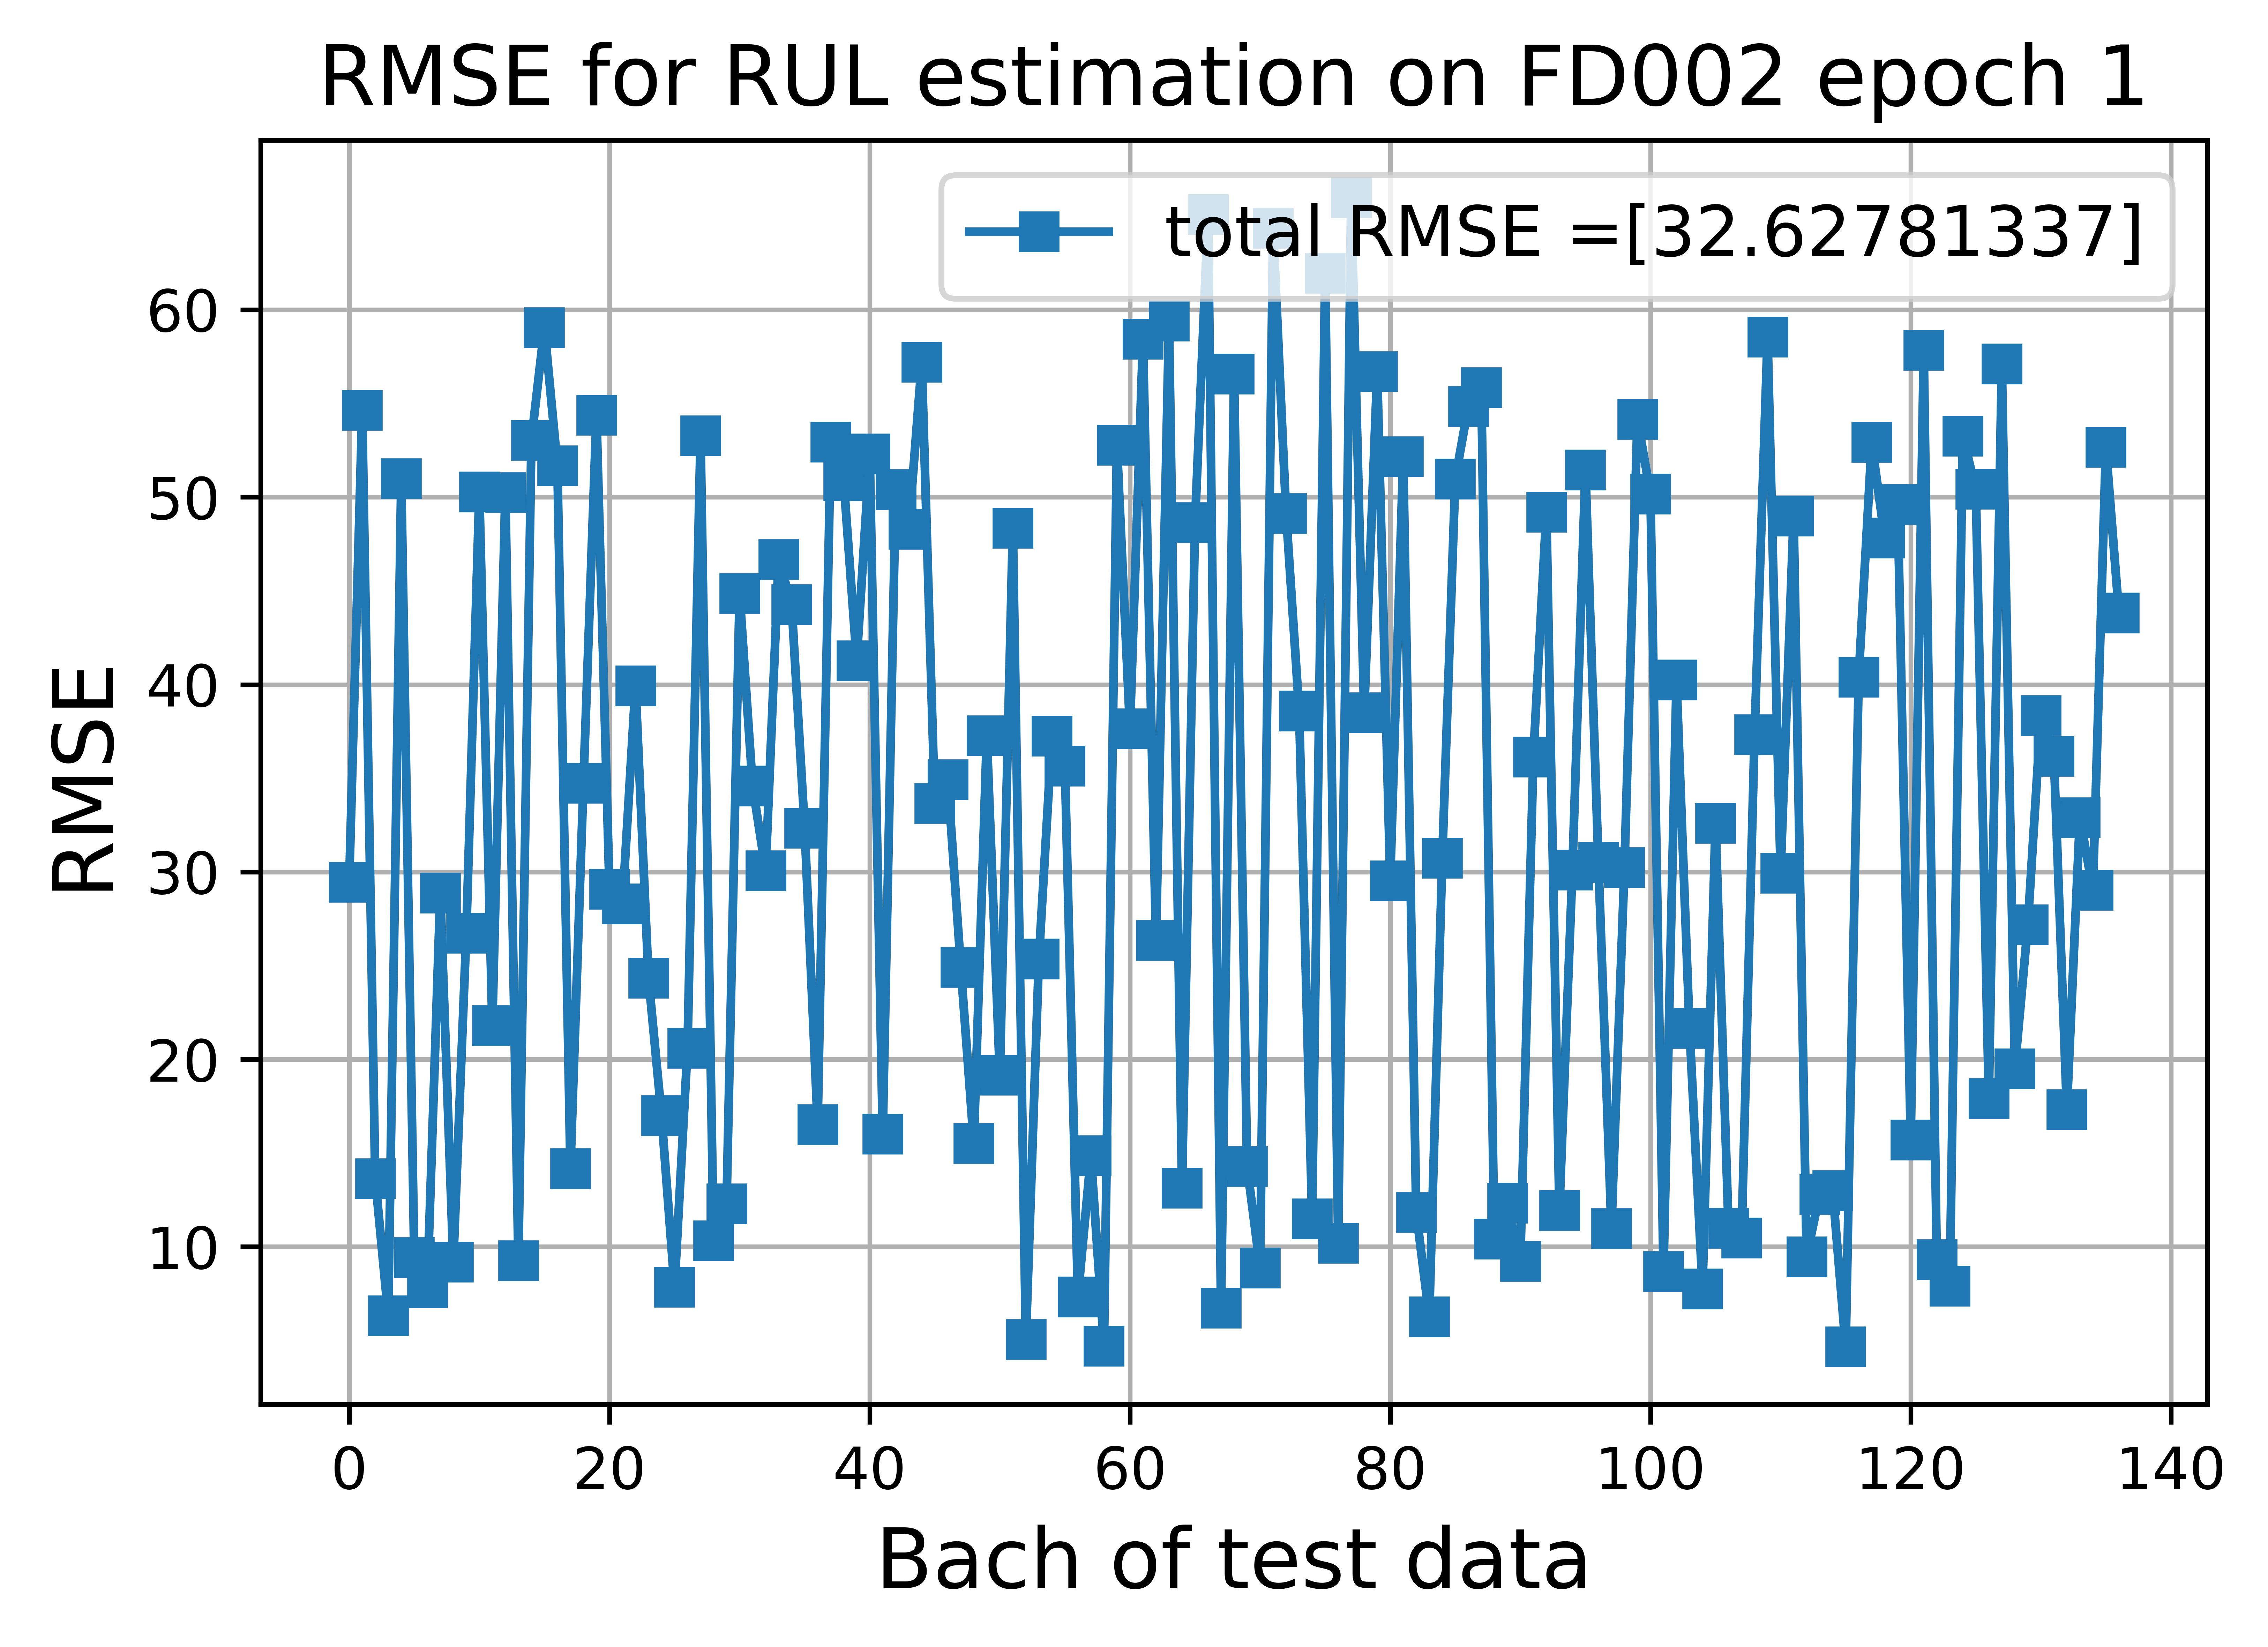 RMSE for RUL estimation on FD002 epoch 1
total RMSE =[32.62781337]
RMSE
60
50
40
30
20
10
0 20 40 60 80 100 120 140
Bach of test data